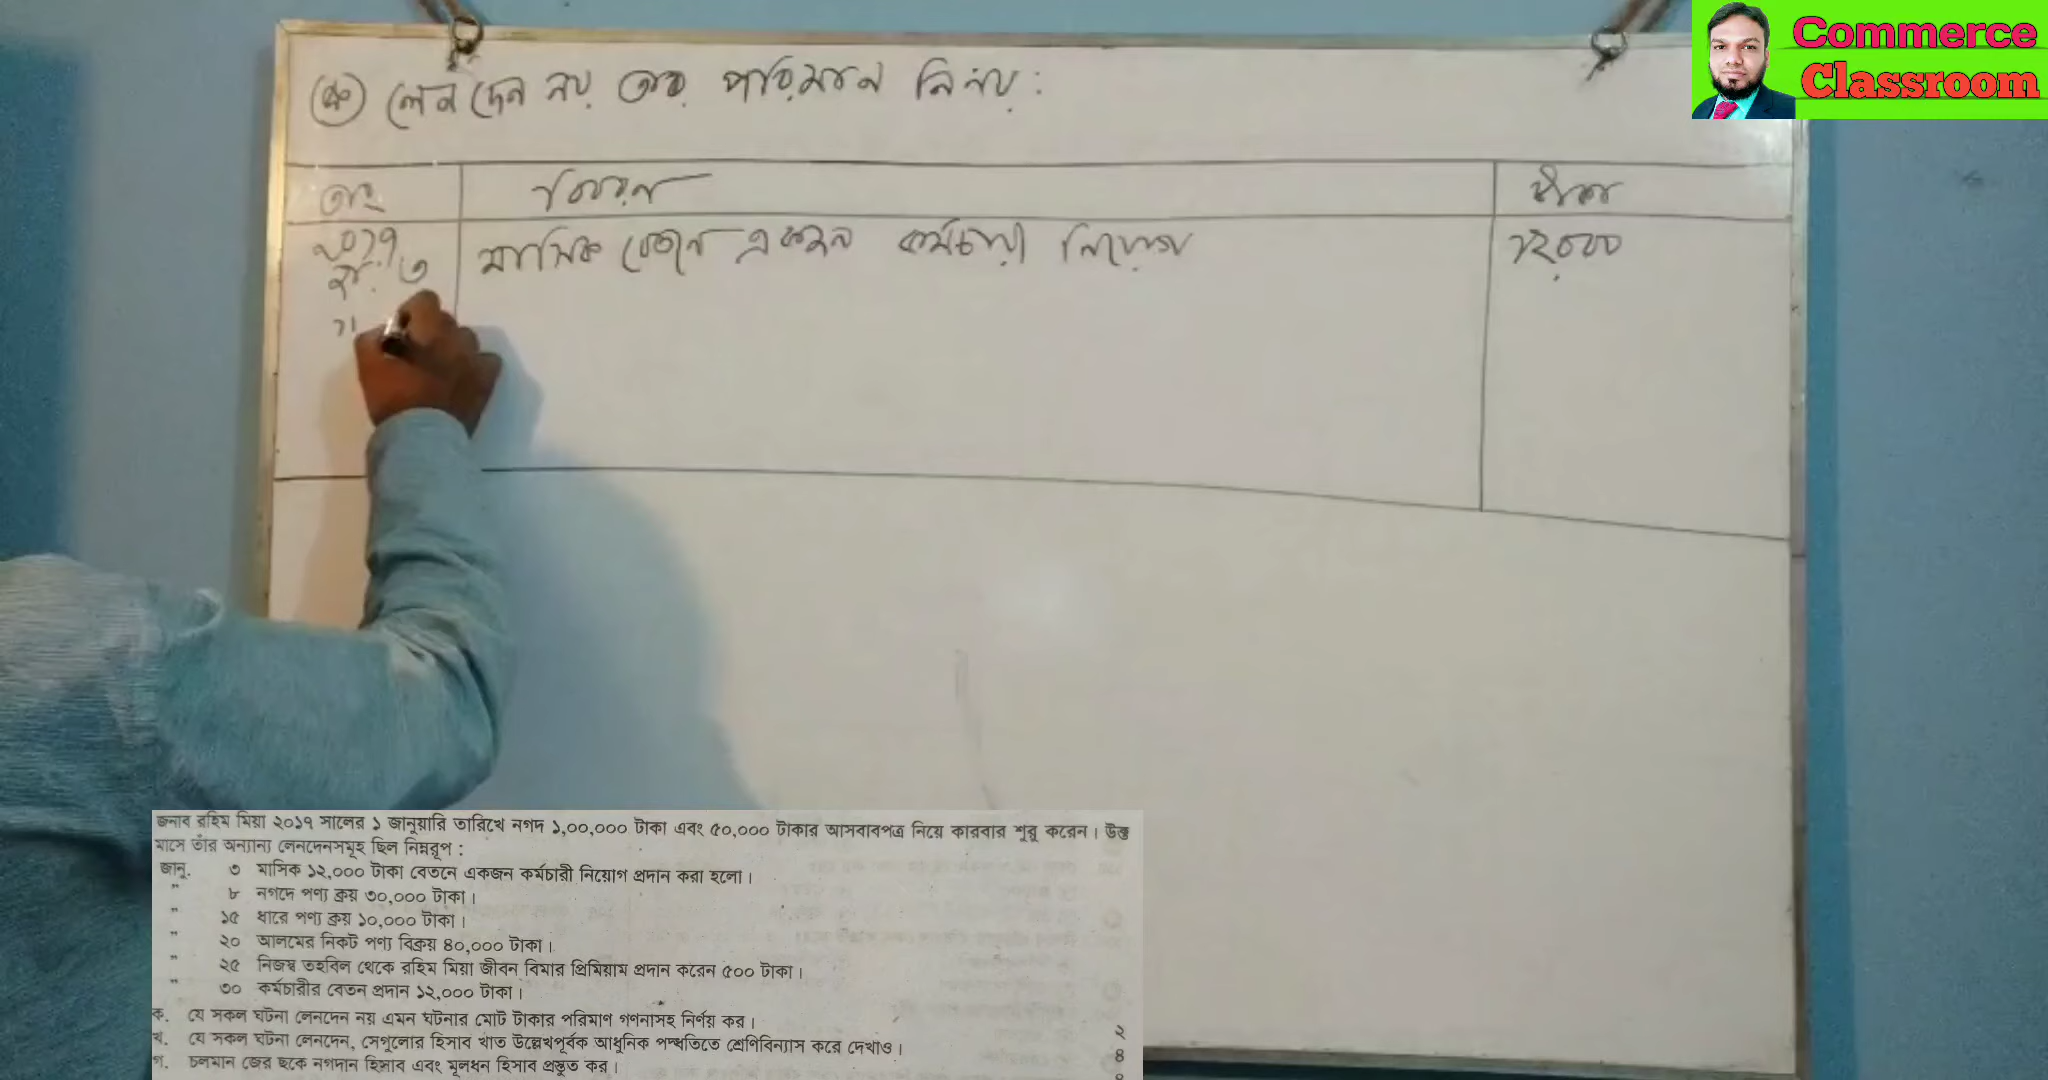 Commerce
Classroom
(ক) লেনদেন নয় তার পরিমান নির্নয় :
তাং বিবরন টাকা
২০১৭
জা. ৩ মাসিক বেতনে একজন কর্মচারী নিয়োগ ১২,০০০
"
জনাব রহিম মিয়া ২০১৭ সালের ১ জানুয়ারি তারিখে নগদ ১,০০,০০০ টাকা এবং ৫০,০০০ টাকার আসবাবপত্র নিয়ে কারবার শুরু করেন। উক্ত
মাসে তাঁর অন্যান্য লেনদেনসমূহ ছিল নিম্নরূপ :
জানু. ৩ মাসিক ১২,০০০ টাকা বেতনে একজন কর্মচারী নিয়োগ প্রদান করা হলো।
" ৮ নগদে পণ্য ক্রয় ৩০,০০০ টাকা।
" ১৫ ধারে পণ্য ক্রয় ১০,০০০ টাকা।
" ২০ আলমের নিকট পণ্য বিক্রয় ৪০,০০০ টাকা।
" ২৫ নিজস্ব তহবিল থেকে রহিম মিয়া জীবন বিমার প্রিমিয়াম প্রদান করেন ৫০০ টাকা।
" ৩০ কর্মচারীর বেতন প্রদান ১২,০০০ টাকা।
ক. যে সকল ঘটনা লেনদেন নয় এমন ঘটনার মোট টাকার পরিমাণ গণনাসহ নির্ণয় কর। ২
খ. যে সকল ঘটনা লেনদেন, সেগুলোর হিসাব খাত উল্লেখপূর্বক আধুনিক পদ্ধতিতে শ্রেণিবিন্যাস করে দেখাও। ৪
গ. চলমান জের ছকে নগদান হিসাব এবং মূলধন হিসাব প্রস্তুত কর।